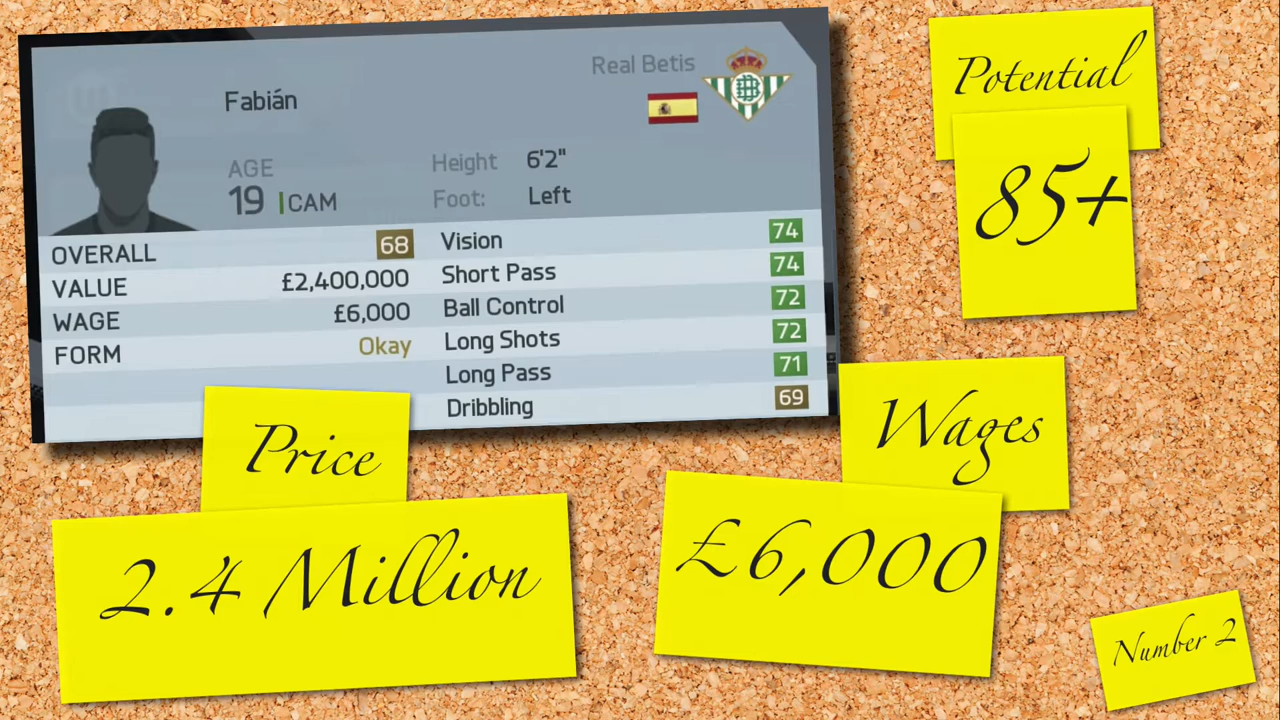 Real Betis
Fabián
AGE
19 CAM
Height 6'2"
Foot: Left
OVERALL 68
VALUE £2,400,000
WAGE £6,000
FORM Okay
Vision 74
Short Pass 74
Ball Control 72
Long Shots 72
Long Pass 71
Dribbling 69
Potential
85+
Price
2.4 Million
Wages
£6,000
Number 2